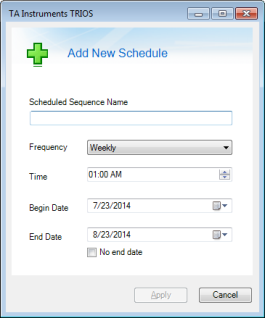 TA Instruments TRIOS
Add New Schedule
Scheduled Sequence Name
Frequency Weekly
Time 01:00 AM
Begin Date 7/23/2014
End Date 8/23/2014
No end date
Apply Cancel